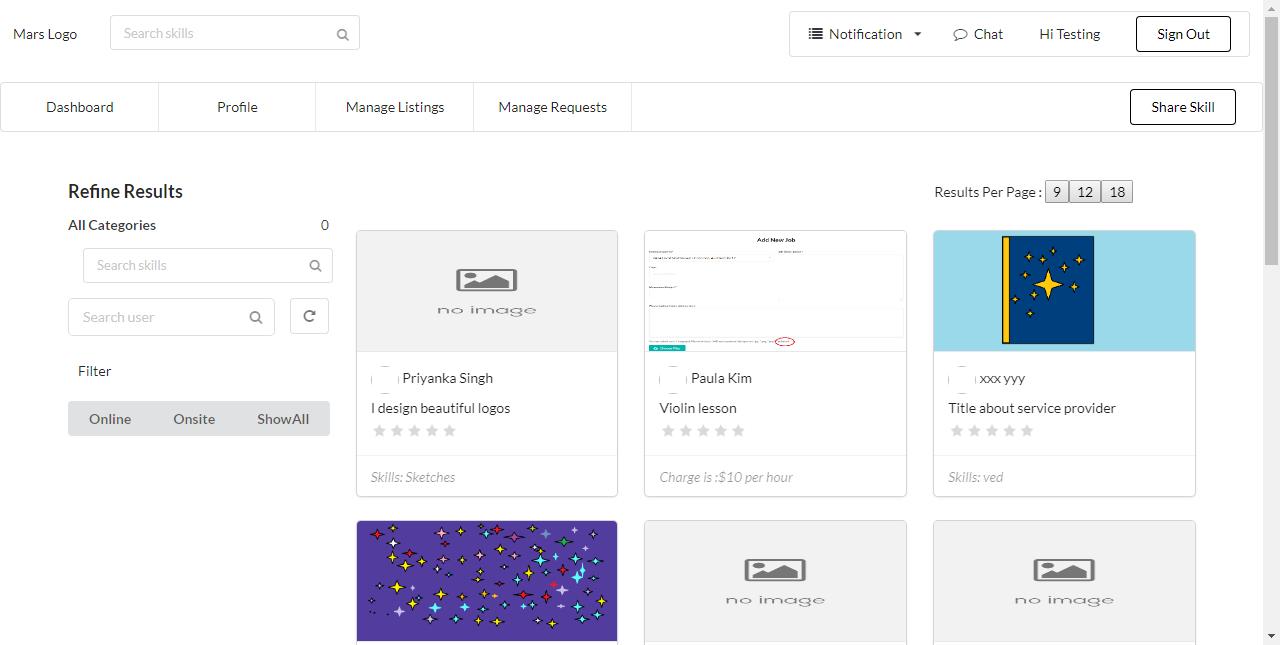 Mars Logo
Search skills
Notification
Chat
Hi Testing
Sign Out
Dashboard
Profile
Manage Listings
Manage Requests
Share Skill
Refine Results
Results Per Page : 9 12 18
All Categories 0
Search skills
Search user
Filter
Online Onsite ShowAll
no image
Priyanka Singh
I design beautiful logos
Skills: Sketches
Add New Job
Paula Kim
Violin lesson
Charge is :$10 per hour
xxx yyy
Title about service provider
Skills: ved
no image
no image